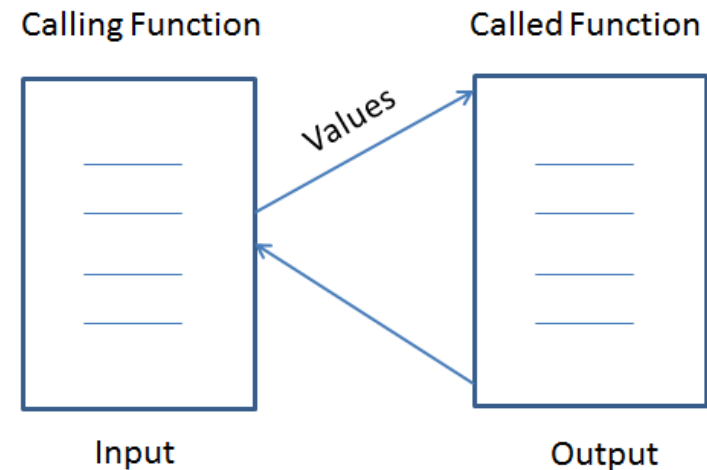 Calling Function
Called Function
Values
Input
Output